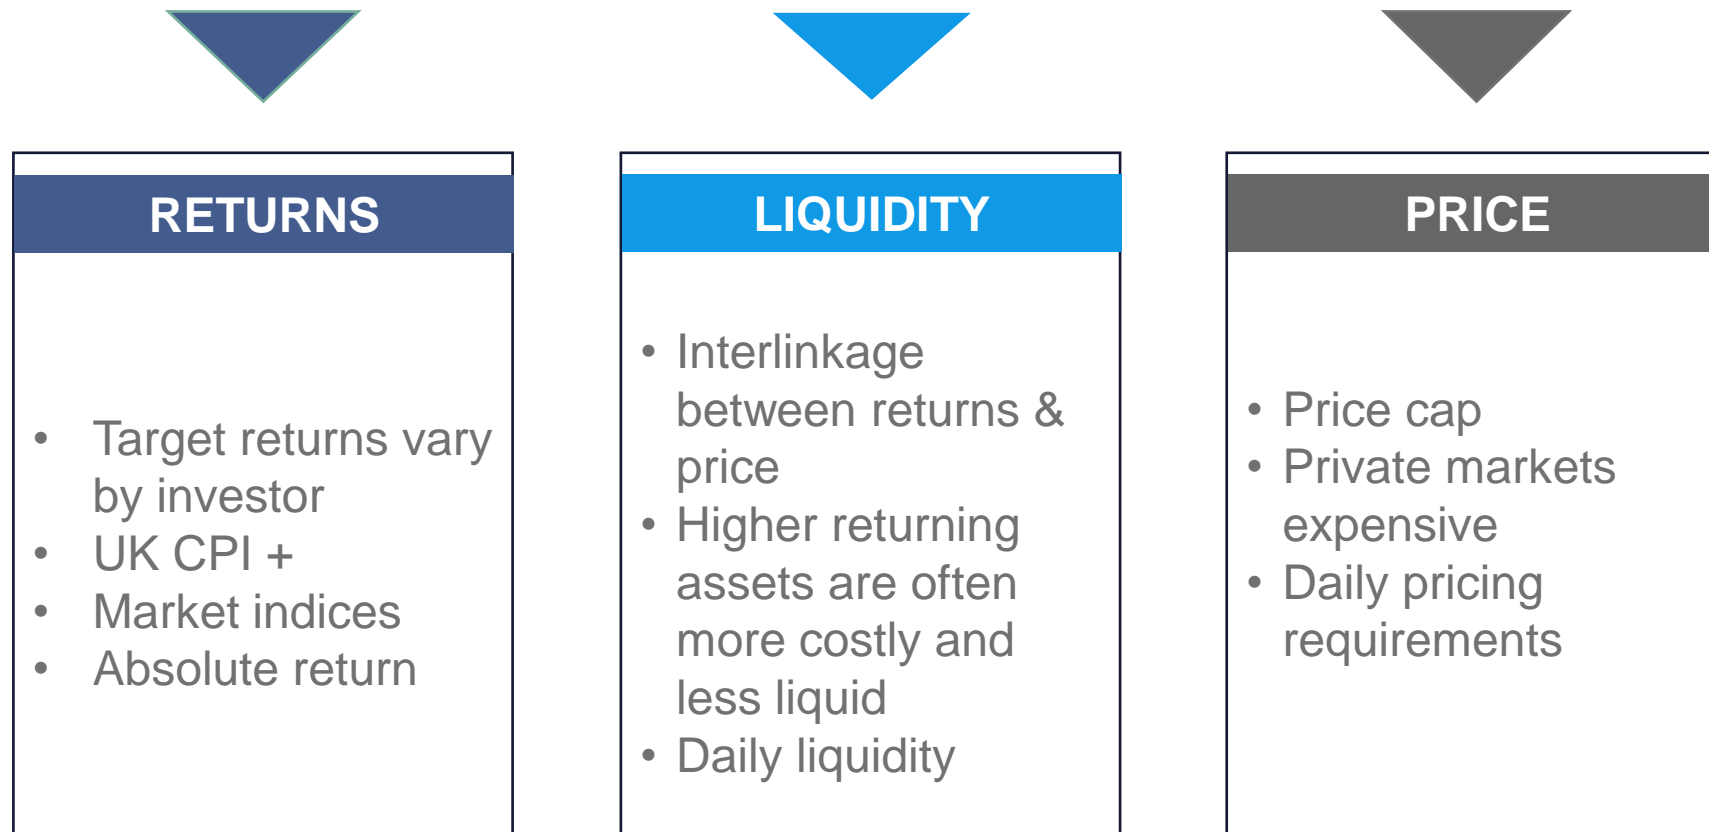 RETURNS
• Target returns vary
by investor
• UK CPI +
• Market indices
• Absolute return
LIQUIDITY
• Interlinkage
between returns &
price
• Higher returning
assets are often
more costly and
less liquid
• Daily liquidity
PRICE
• Price cap
• Private markets
expensive
• Daily pricing
requirements